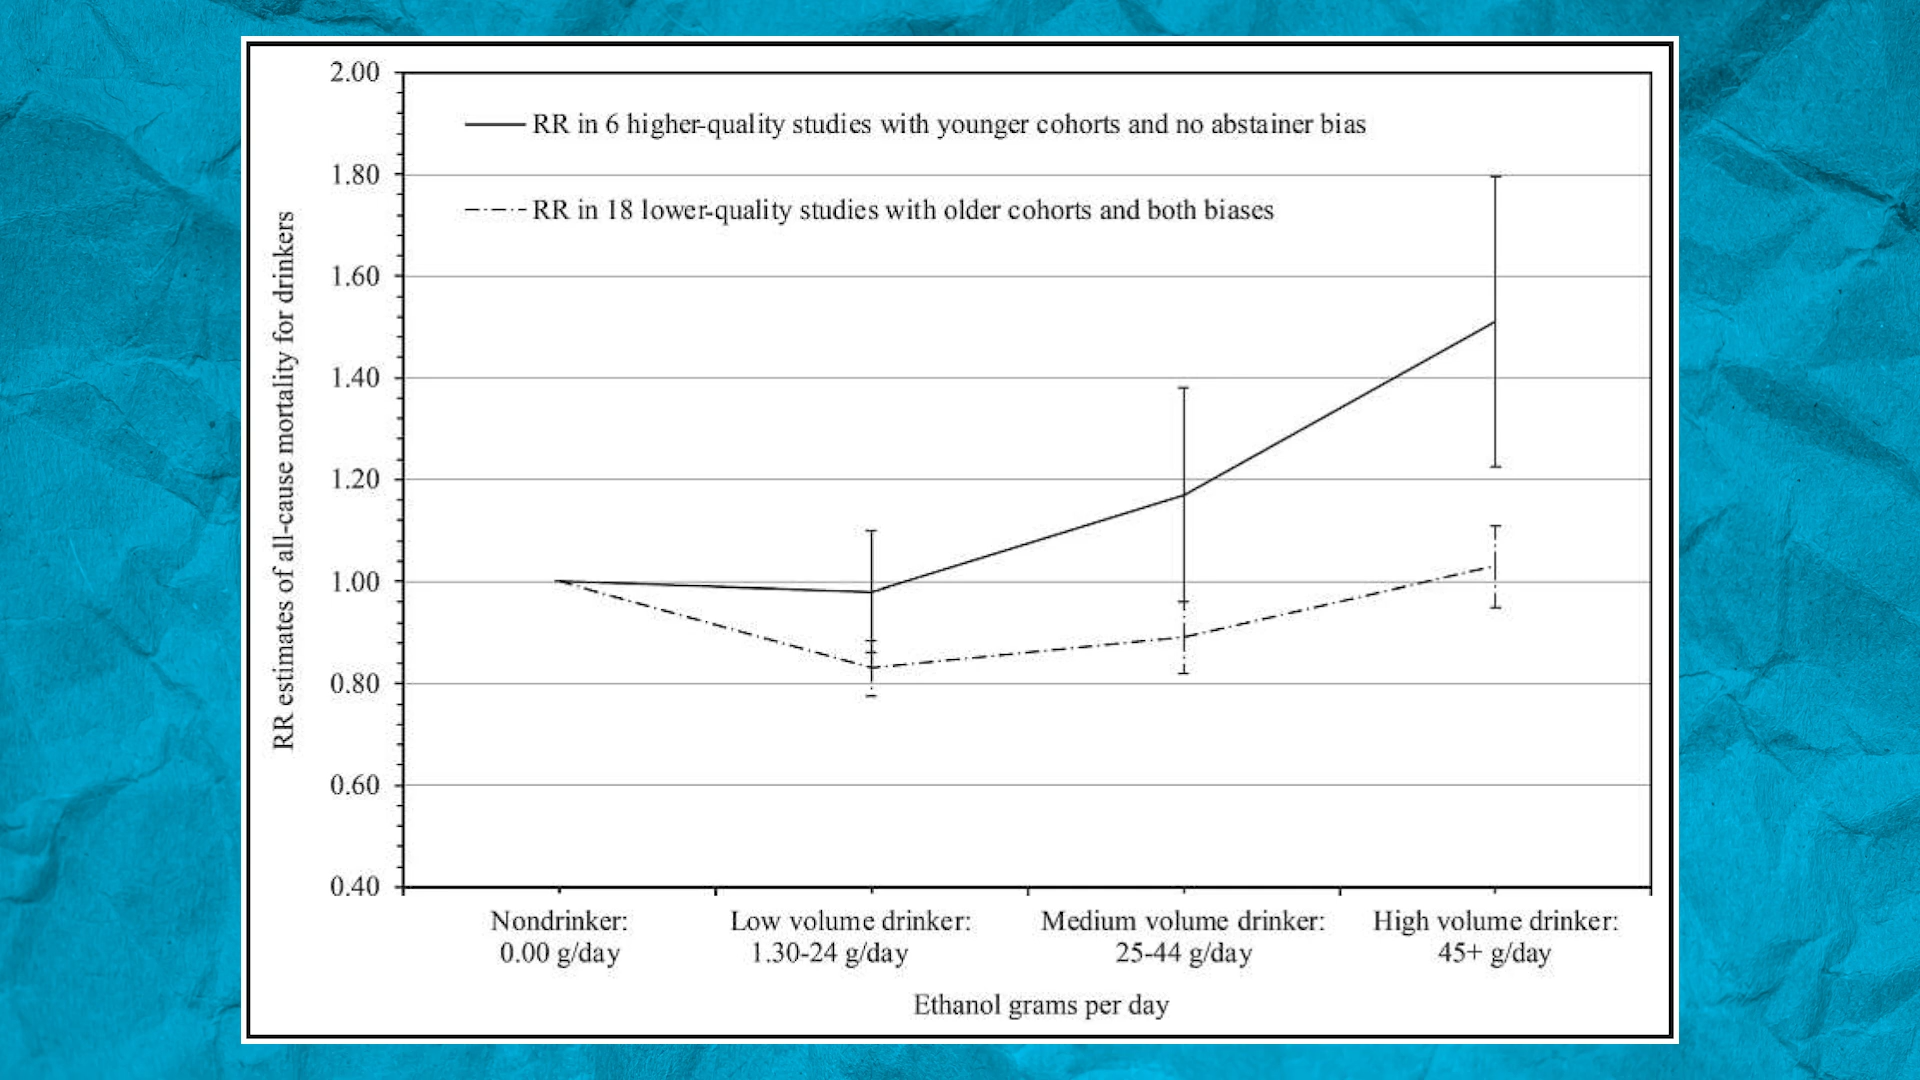 2.00
RR in 6 higher-quality studies with younger cohorts and no abstainer bias
1.80
RR in 18 lower-quality studies with older cohorts and both biases
1.60
1.40
1.20
1.00
0.80
0.60
0.40
RR estimates of all-cause mortality for drinkers
Nondrinker: Low volume drinker: Medium volume drinker: High volume drinker:
0.00 g/day 1.30-24 g/day 25-44 g/day 45+ g/day
Ethanol grams per day